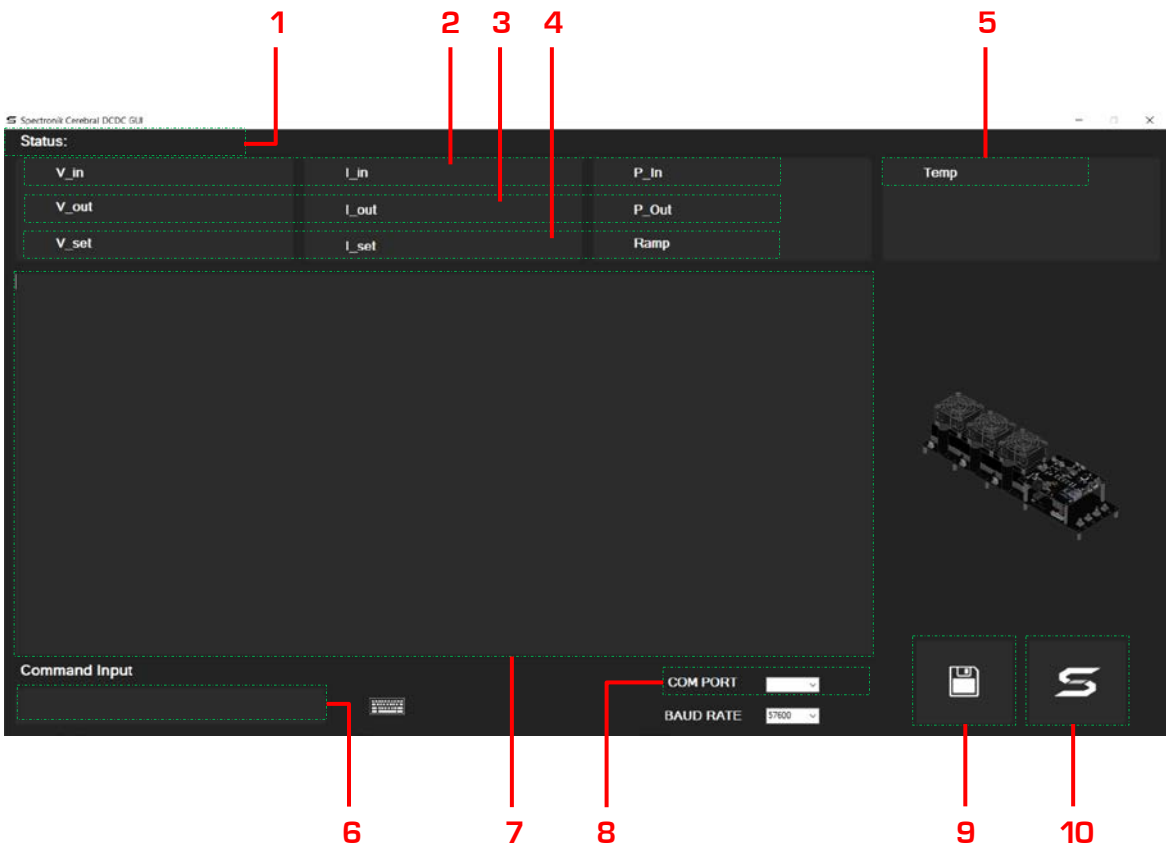 1 2 3 4 5
Spectronik Cerebral DCDC GUI
Status:
V_in I_in P_In Temp
V_out I_out P_Out
V_set I_set Ramp
Command Input
COM PORT
BAUD RATE 57600
6 7 8 9 10